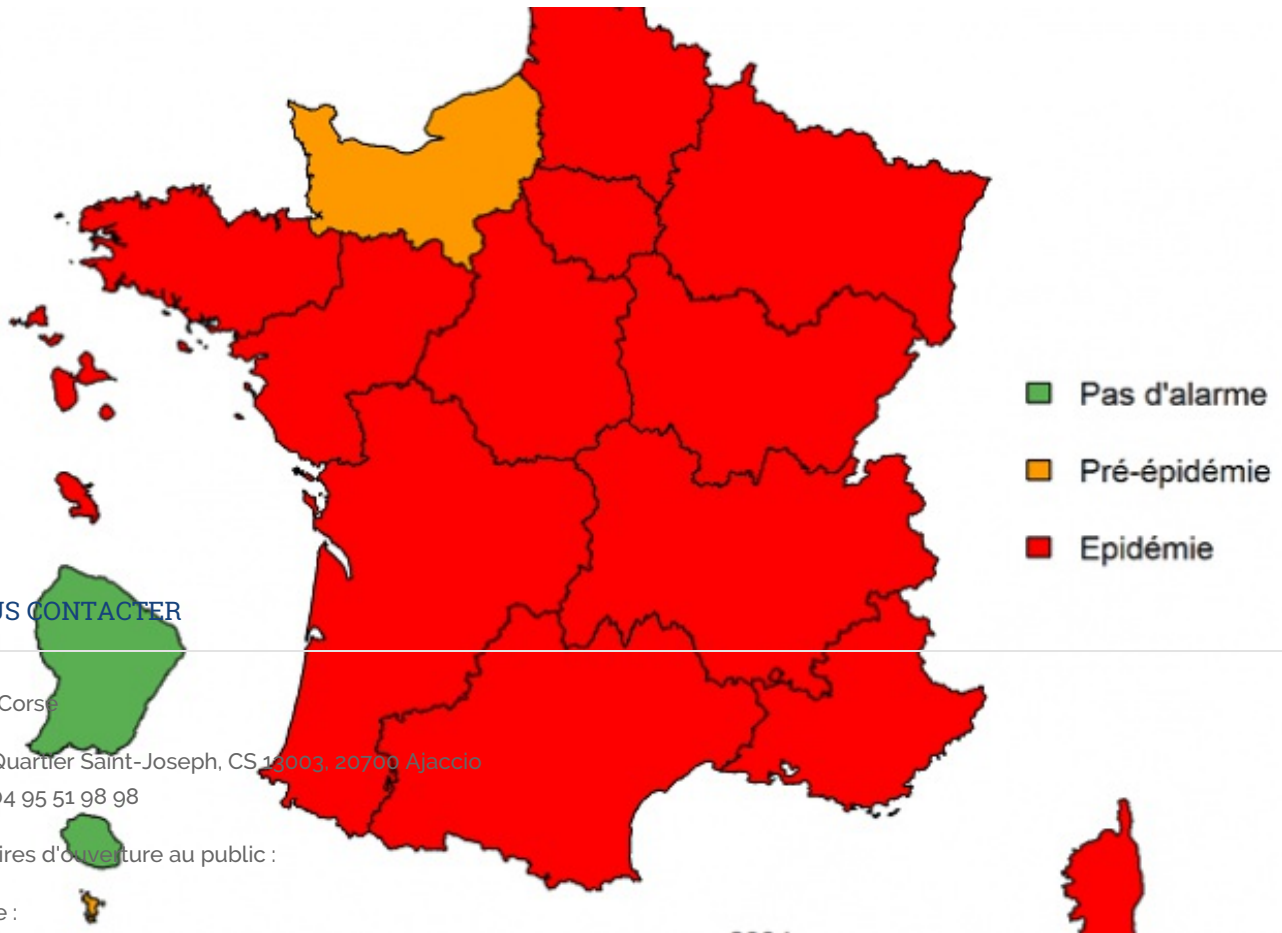 Pas d'alarme
Pré-épidémie
Epidémie
US CONTACTER
Corse
Quartier Saint-Joseph, CS 13003, 20700 Ajaccio
04 95 51 98 98
ires d'ouverture au public :
e :